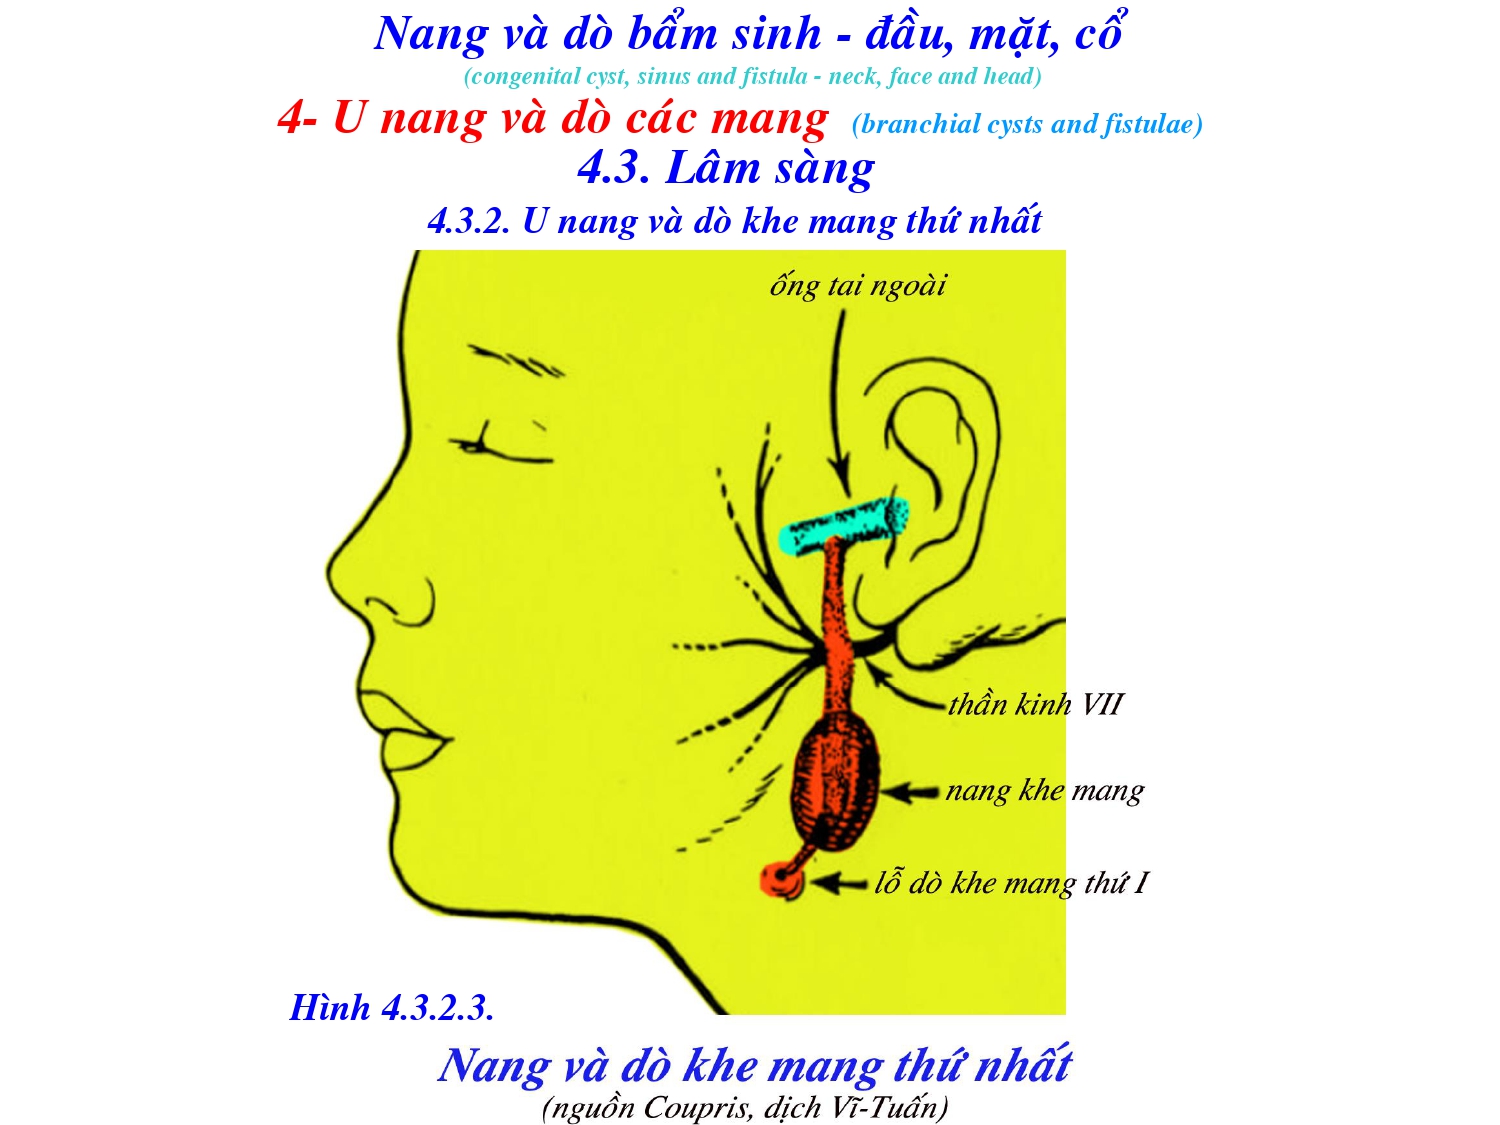 Nang và dò bẩm sinh - đầu, mặt, cổ
(congenital cyst, sinus and fistula - neck, face and head)
4- U nang và dò các mang (branchial cysts and fistulae)
4.3. Lâm sàng
4.3.2. U nang và dò khe mang thứ nhất
ống tai ngoài
thần kinh VII
nang khe mang
lỗ dò khe mang thứ I
Hình 4.3.2.3.
Nang và dò khe mang thứ nhất
(nguồn Coupris, dịch Vĩ-Tuấn)